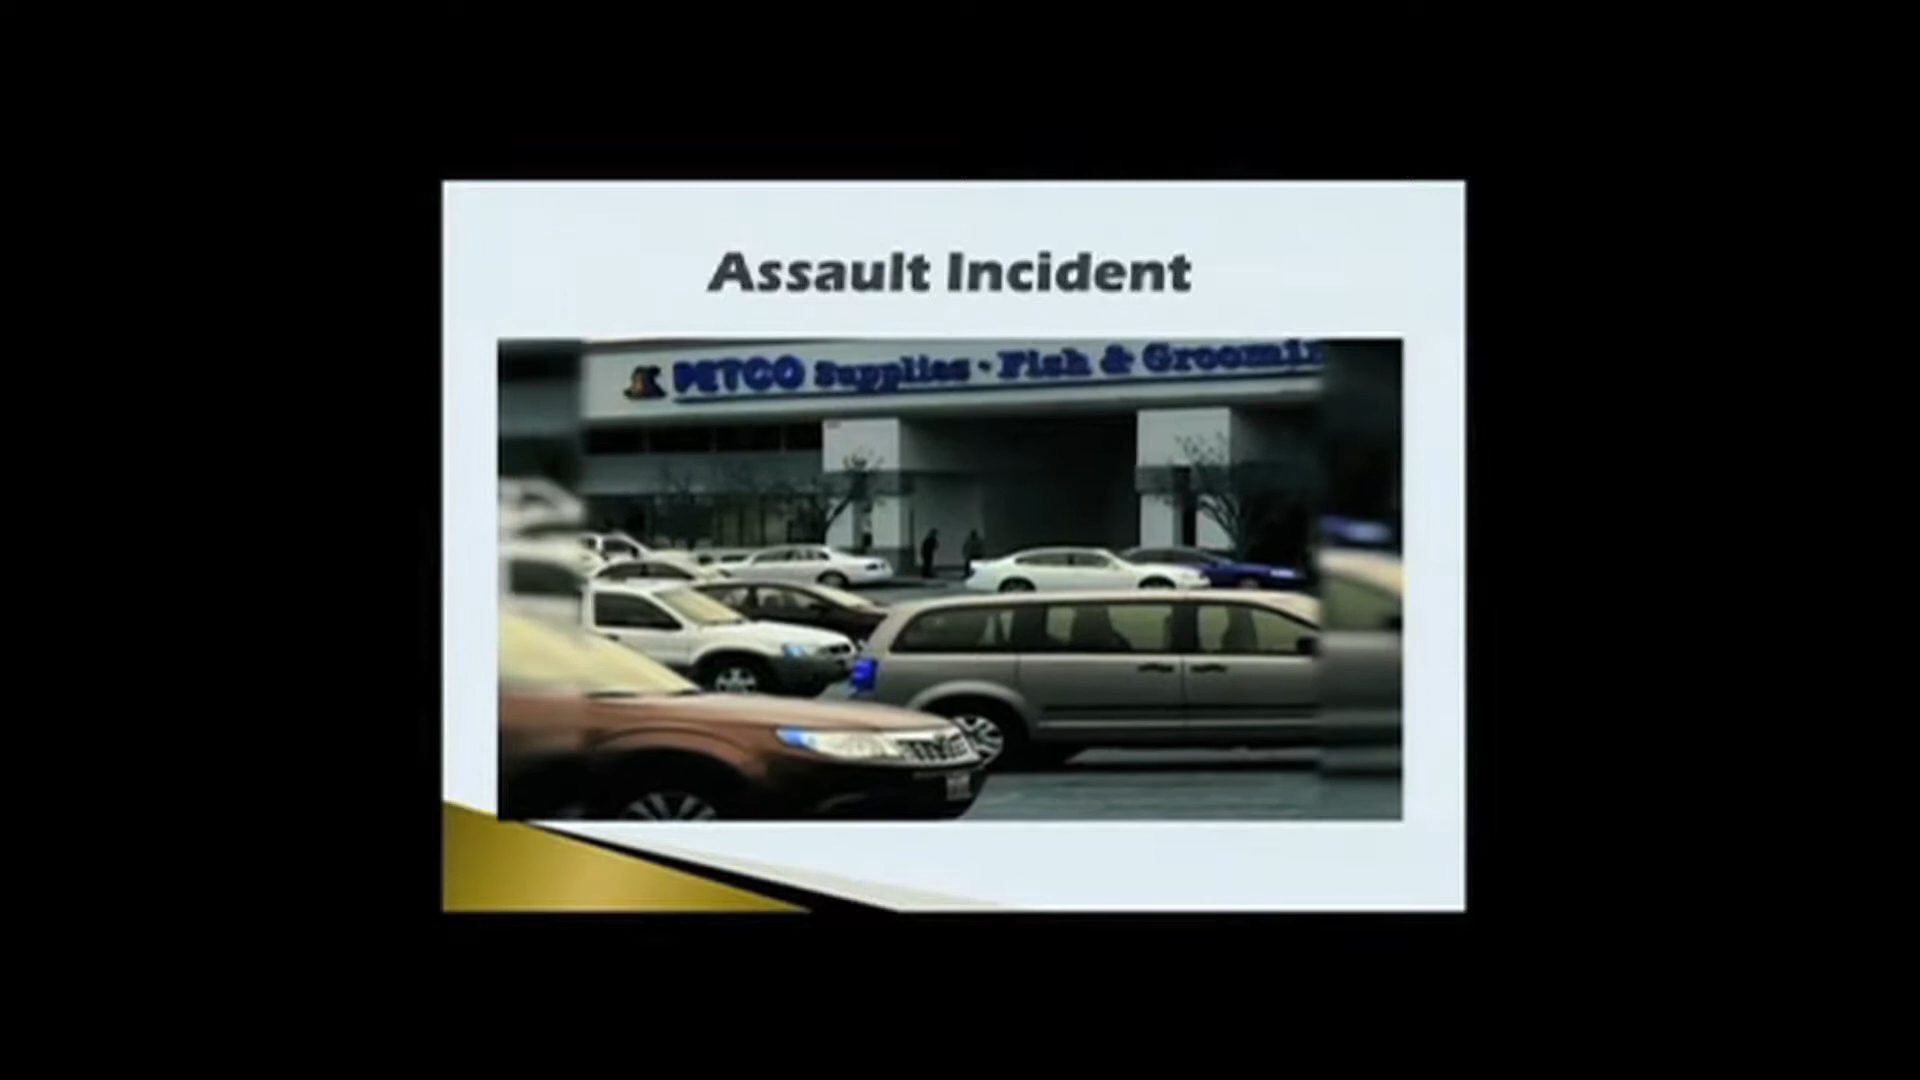 Assault Incident
PETCO Supplies • Fish & Groomin